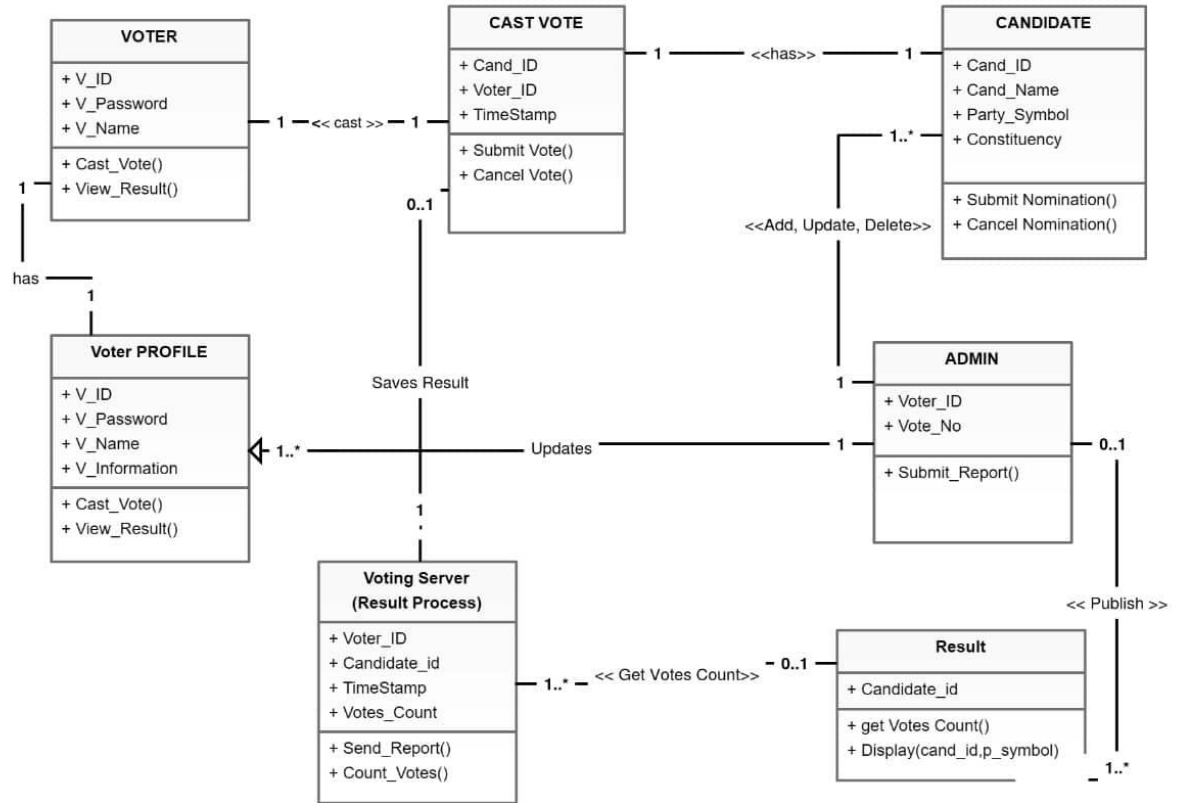 VOTER
+ V_ID
+ V_Password
+ V_Name
+ Cast_Vote()
+ View_Result()
1
<< cast >>
1
CAST VOTE
+ Cand_ID
+ Voter_ID
+ TimeStamp
+ Submit Vote()
+ Cancel Vote()
1
<<has>>
1
CANDIDATE
+ Cand_ID
+ Cand_Name
+ Party_Symbol
+ Constituency
+ Submit Nomination()
+ Cancel Nomination()
1
has
1
0..1
Saves Result
1
1..*
<<Add, Update, Delete>>
1
Voter PROFILE
+ V_ID
+ V_Password
+ V_Name
+ V_Information
+ Cast_Vote()
+ View_Result()
1..*
Updates
1
ADMIN
+ Voter_ID
+ Vote_No
+ Submit_Report()
0..1
<< Publish >>
1..*
Voting Server
(Result Process)
+ Voter_ID
+ Candidate_id
+ TimeStamp
+ Votes_Count
+ Send_Report()
+ Count_Votes()
1..*
<< Get Votes Count>>
0..1
Result
+ Candidate_id
+ get Votes Count()
+ Display(cand_id,p_symbol)